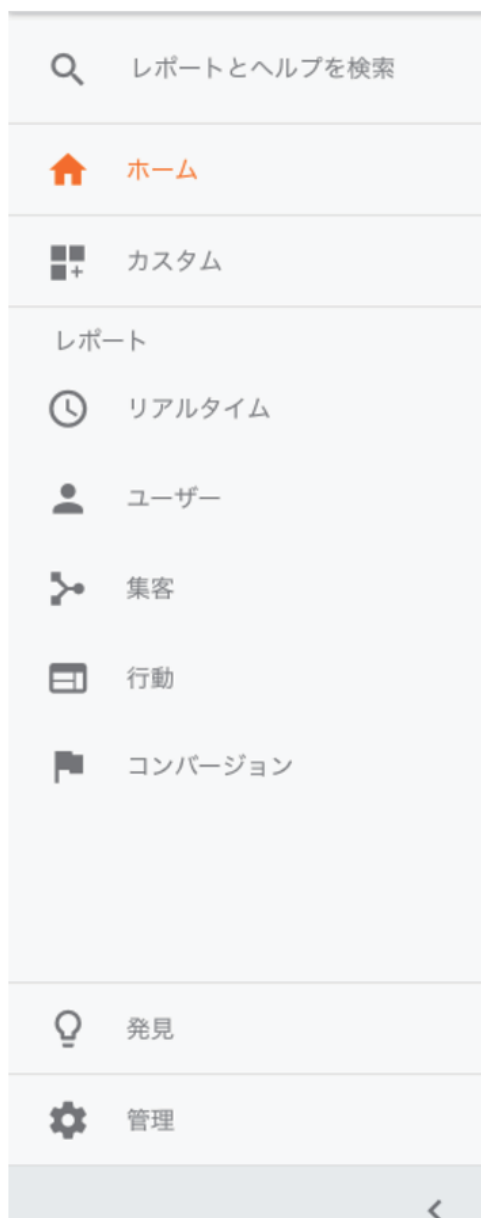 レポートとヘルプを検索
ホーム
カスタム
レポート
リアルタイム
ユーザー
集客
行動
コンバージョン
発見
管理